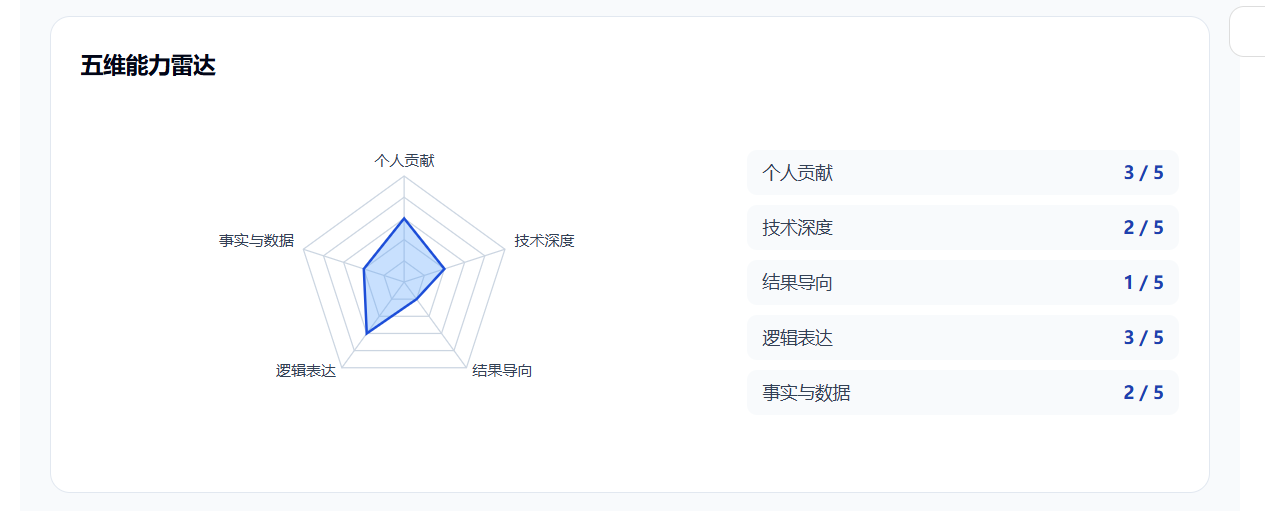 五维能力雷达
个人贡献
事实与数据
技术深度
逻辑表达
结果导向
个人贡献 3 / 5
技术深度 2 / 5
结果导向 1 / 5
逻辑表达 3 / 5
事实与数据 2 / 5